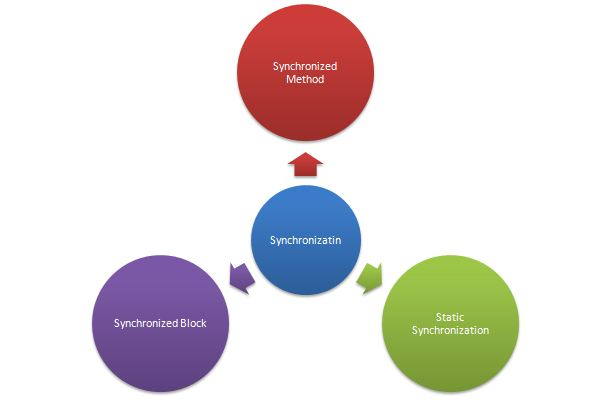 Synchronized
Method
Synchronizatin
Synchronized Block
Static
Synchronization